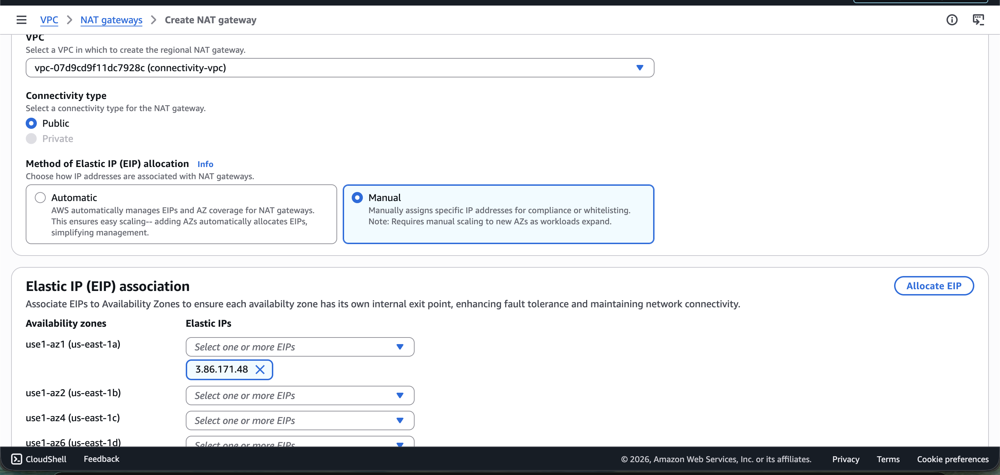 VPC
NAT gateways
Create NAT gateway
VPC
Select a VPC in which to create the regional NAT gateway.
vpc-07d9cd9f11dc7928c (connectivity-vpc)
Connectivity type
Select a connectivity type for the NAT gateway.
Public
Private
Method of Elastic IP (EIP) allocation Info
Choose how IP addresses are associated with NAT gateways.
Automatic
AWS automatically manages EIPs and AZ coverage for NAT gateways.
This ensures easy scaling-- adding AZs automatically allocates EIPs,
simplifying management.
Manual
Manually assigns specific IP addresses for compliance or whitelisting.
Note: Requires manual scaling to new AZs as workloads expand.
Elastic IP (EIP) association
Allocate EIP
Associate EIPs to Availability Zones to ensure each availabilty zone has its own internal exit point, enhancing fault tolerance and maintaining network connectivity.
Availability zones Elastic IPs
use1-az1 (us-east-1a) Select one or more EIPs
3.86.171.48
use1-az2 (us-east-1b) Select one or more EIPs
use1-az4 (us-east-1c) Select one or more EIPs
use1-az6 (us-east-1d) Select one or more EIPs
CloudShell Feedback © 2026, Amazon Web Services, Inc. or its affiliates. Privacy Terms Cookie preferences